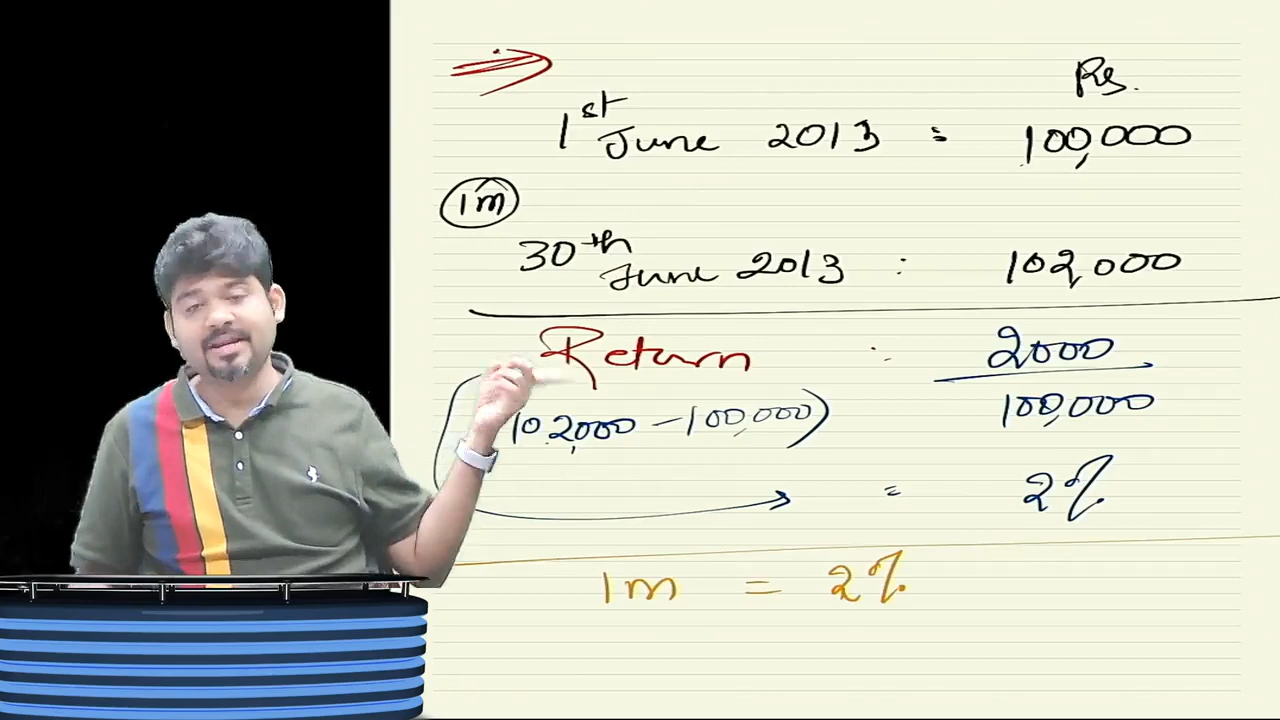 Rs.
1st June 2013 : 100,000
1m
30th June 2013 : 102,000
Return : 2000
(102,000 - 100,000) 100,000
= 2%
1m = 2%